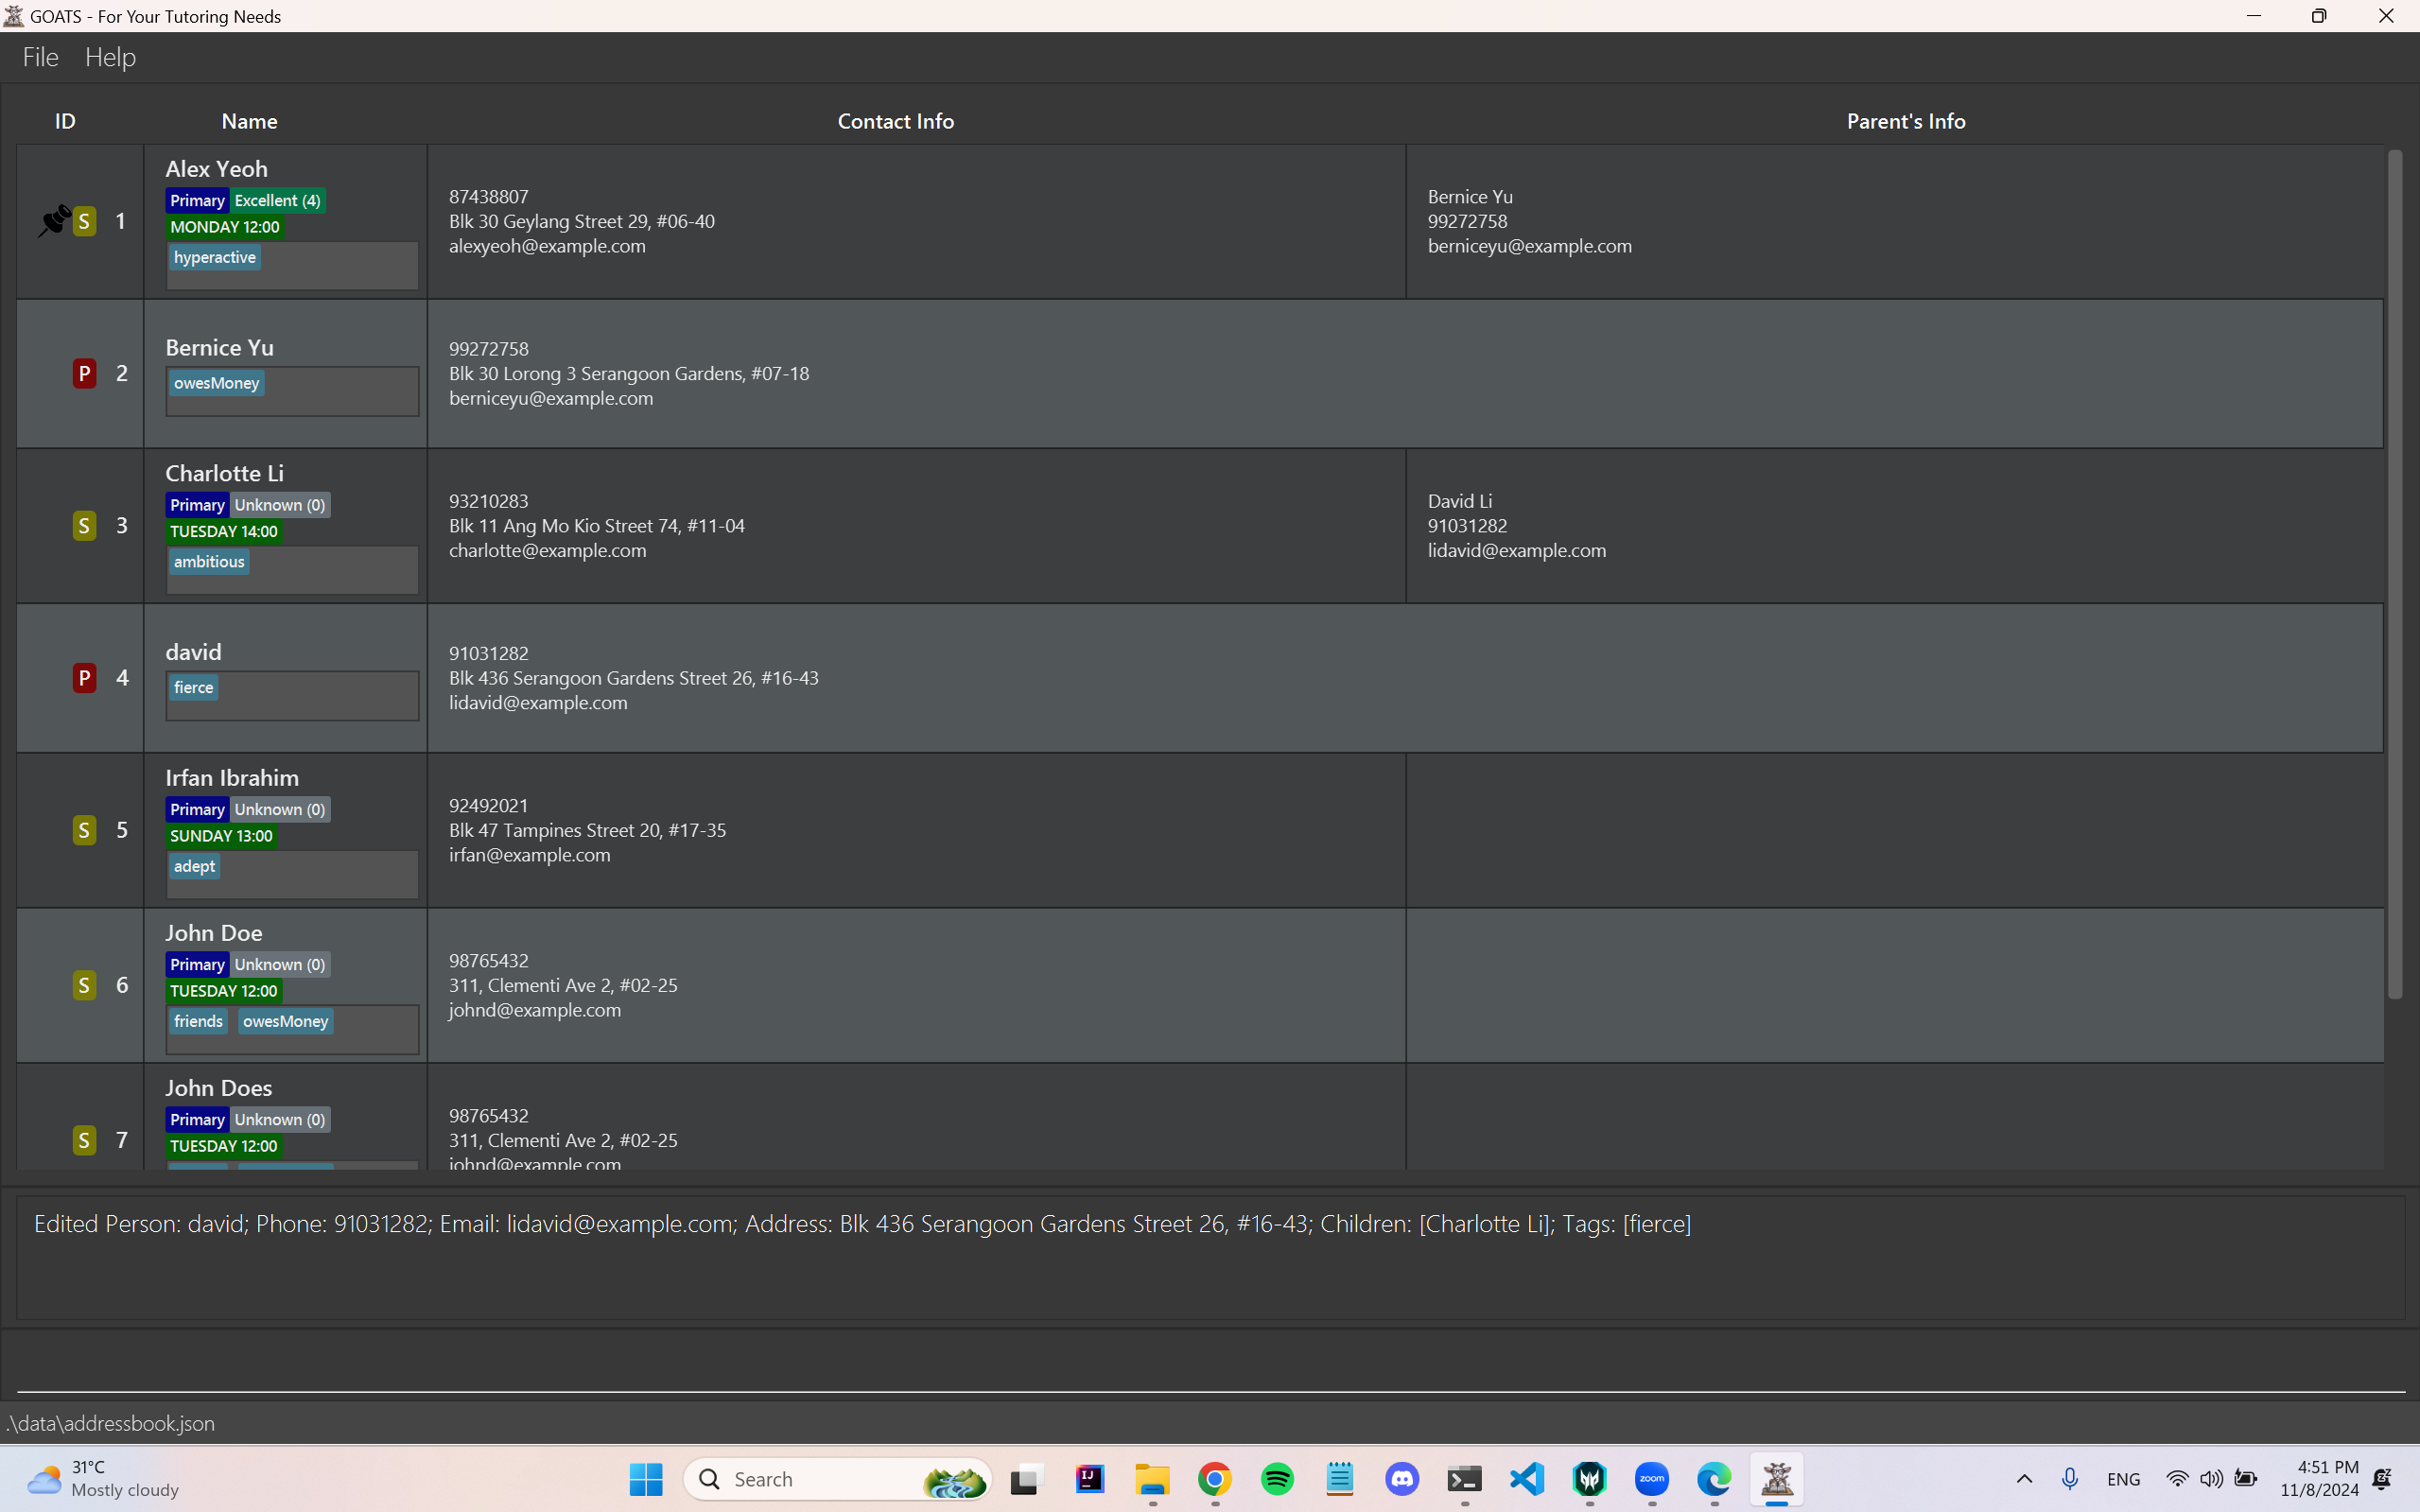 GOATS - For Your Tutoring Needs
File Help
ID Name Contact Info Parent's Info
S 1
Alex Yeoh
Primary Excellent (4)
MONDAY 12:00
hyperactive
87438807
Blk 30 Geylang Street 29, #06-40
alexyeoh@example.com
Bernice Yu
99272758
berniceyu@example.com
P 2
Bernice Yu
owesMoney
99272758
Blk 30 Lorong 3 Serangoon Gardens, #07-18
berniceyu@example.com
S 3
Charlotte Li
Primary Unknown (0)
TUESDAY 14:00
ambitious
93210283
Blk 11 Ang Mo Kio Street 74, #11-04
charlotte@example.com
David Li
91031282
lidavid@example.com
P 4
david
fierce
91031282
Blk 436 Serangoon Gardens Street 26, #16-43
lidavid@example.com
S 5
Irfan Ibrahim
Primary Unknown (0)
SUNDAY 13:00
adept
92492021
Blk 47 Tampines Street 20, #17-35
irfan@example.com
S 6
John Doe
Primary Unknown (0)
TUESDAY 12:00
friends owesMoney
98765432
311, Clementi Ave 2, #02-25
johnd@example.com
S 7
John Does
Primary Unknown (0)
TUESDAY 12:00
98765432
311, Clementi Ave 2, #02-25
johnd@example.com
Edited Person: david; Phone: 91031282; Email: lidavid@example.com; Address: Blk 436 Serangoon Gardens Street 26, #16-43; Children: [Charlotte Li]; Tags: [fierce]
.\data\addressbook.json
31°C
Mostly cloudy
Search
IJ
zoom
ENG
4:51 PM
11/8/2024